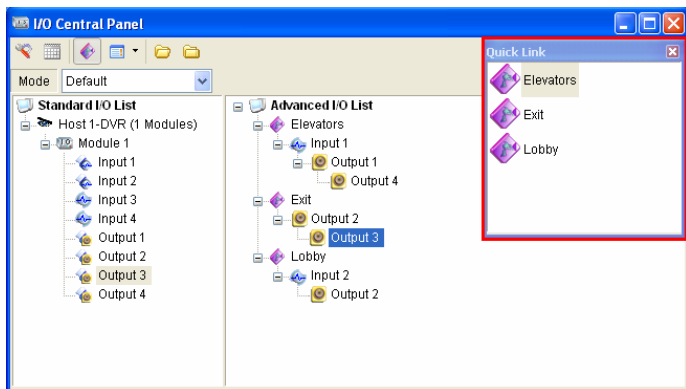 I/O Central Panel
Mode Default
Standard I/O List
Host 1-DVR (1 Modules)
Module 1
Input 1
Input 2
Input 3
Input 4
Output 1
Output 2
Output 3
Output 4
Advanced I/O List
Elevators
Input 1
Output 1
Output 4
Exit
Output 2
Output 3
Lobby
Input 2
Output 2
Quick Link
Elevators
Exit
Lobby